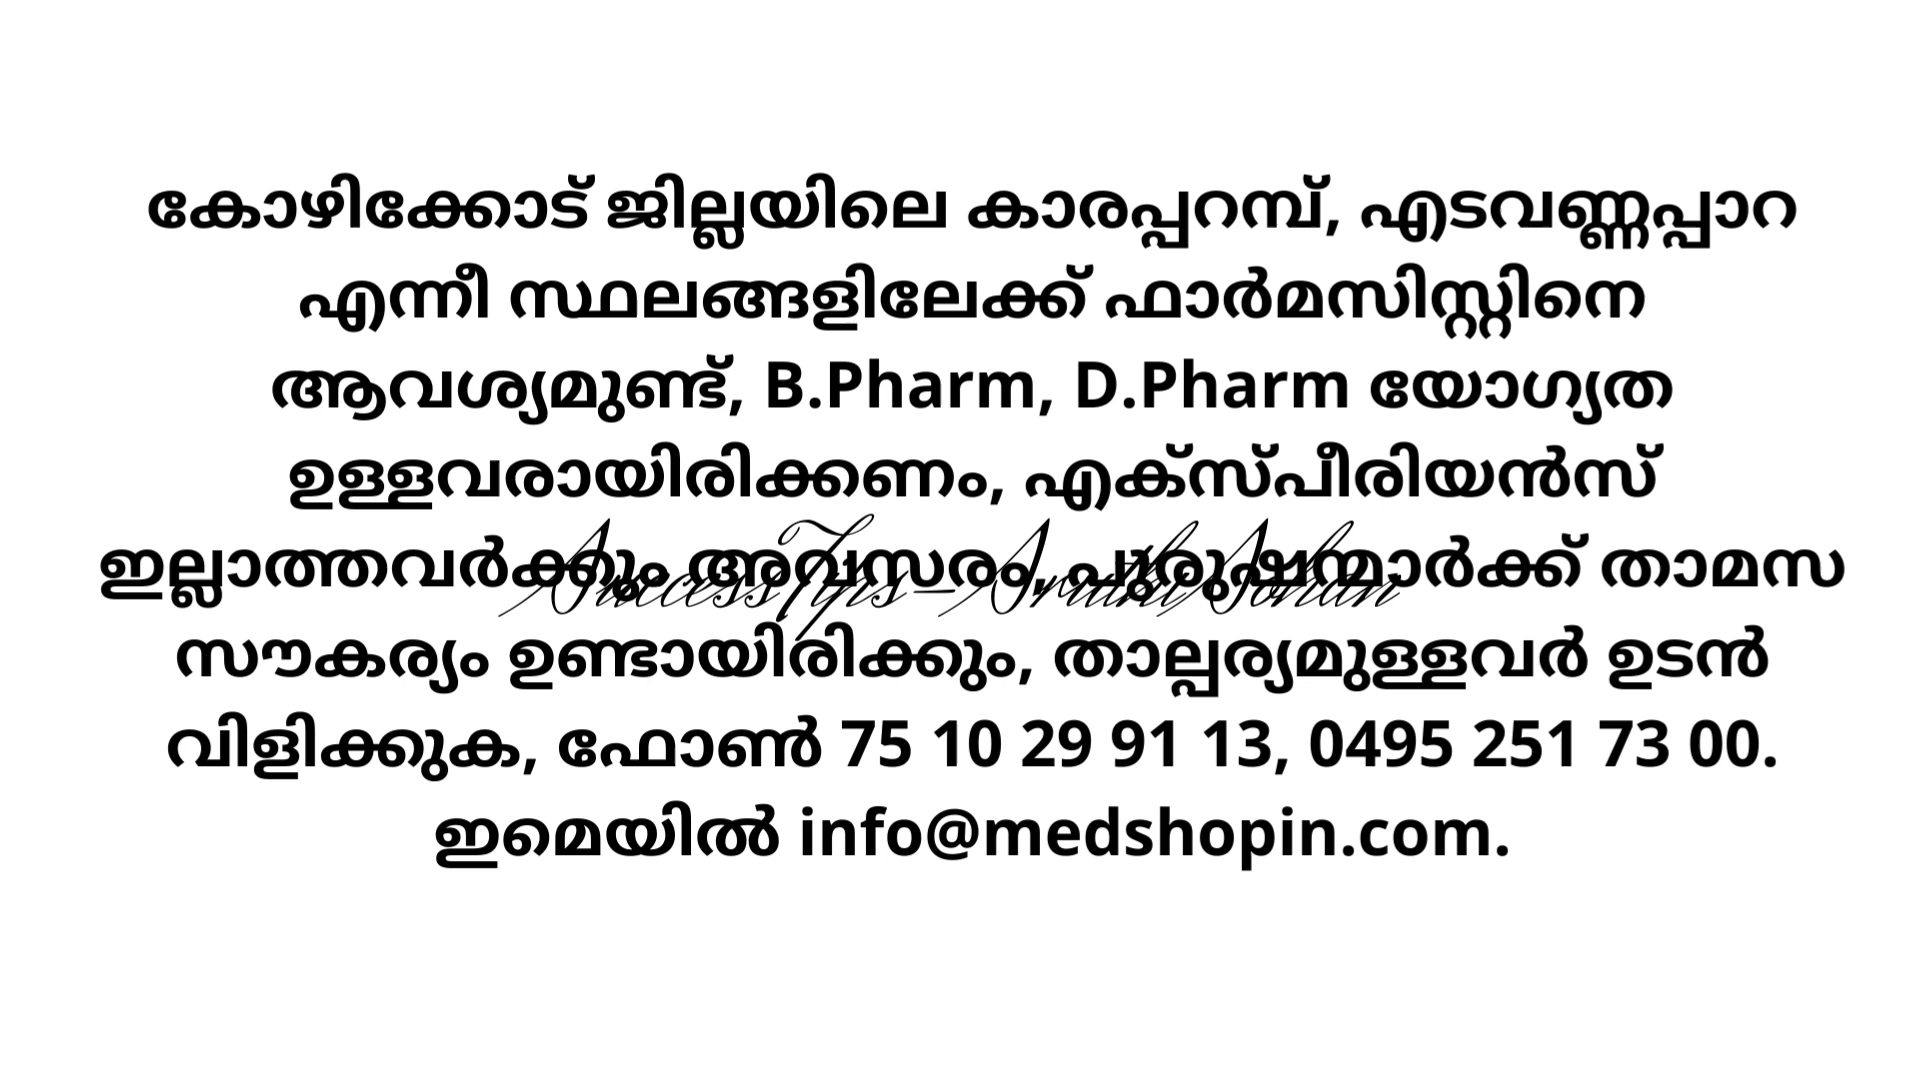 കോഴിക്കോട് ജില്ലയിലെ കാരപ്പറമ്പ്, എടവണ്ണപ്പാറ
എന്നീ സ്ഥലങ്ങളിലേക്ക് ഫാർമസിസ്റ്റിനെ
ആവശ്യമുണ്ട്, B.Pharm, D.Pharm യോഗ്യത
ഉള്ളവരായിരിക്കണം, എക്സ്പീരിയൻസ്
ഇല്ലാത്തവർക്കും അവസരം, പുരുഷന്മാർക്ക് താമസ
SuccessTips-AruthiSohan
സൗകര്യം ഉണ്ടായിരിക്കും, താല്പര്യമുള്ളവർ ഉടൻ
വിളിക്കുക, ഫോൺ 75 10 29 91 13, 0495 251 73 00.
ഇമെയിൽ info@medshopin.com.